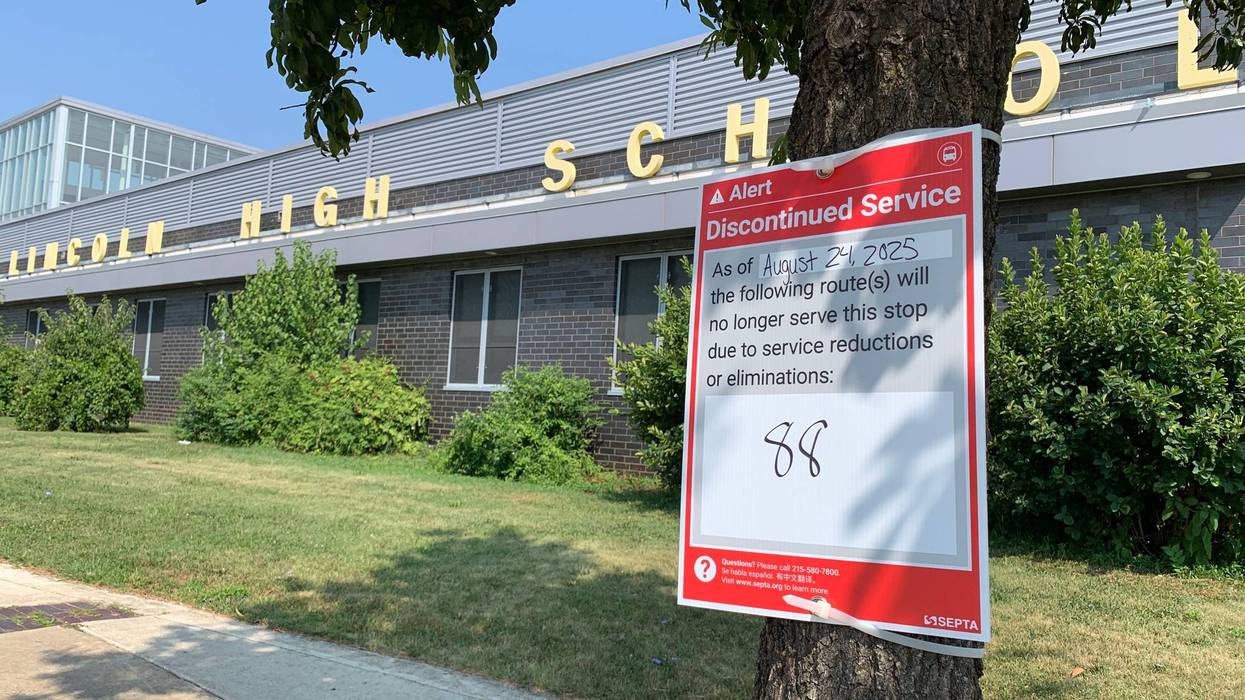 LINCOLN HIGH SCHOOL
Alert
Discontinued Service
As of August 24, 2025
the following route(s) will
no longer serve this stop
due to service reductions
or eliminations:
88
Questions? Please call 215-580-7800.
Se habla español. 有中文翻译。
Visit www.septa.org to learn more.
SEPTA